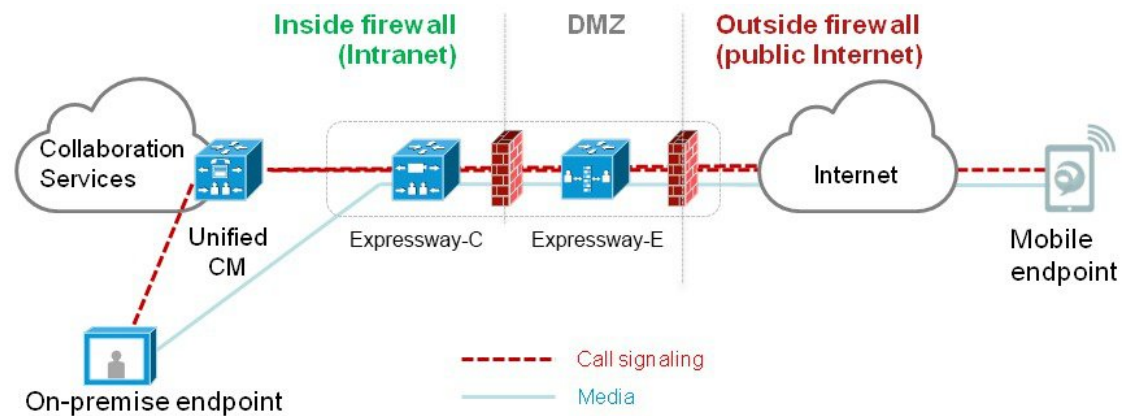 Inside firewall
(Intranet)
DMZ
Outside firewall
(public Internet)
Collaboration
Services
Unified
CM
Expressway-C
Expressway-E
Internet
Mobile
endpoint
On-premise endpoint
Call signaling
Media